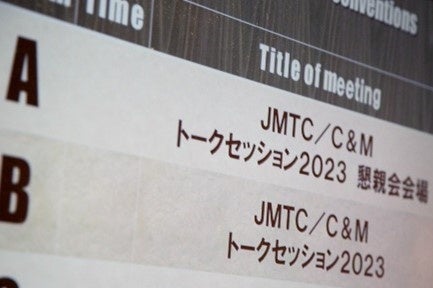 Time
Conventions
Title of meeting
A
JMTC／C＆M
トークセッション2023 懇親会会場
B
JMTC／C＆M
トークセッション2023